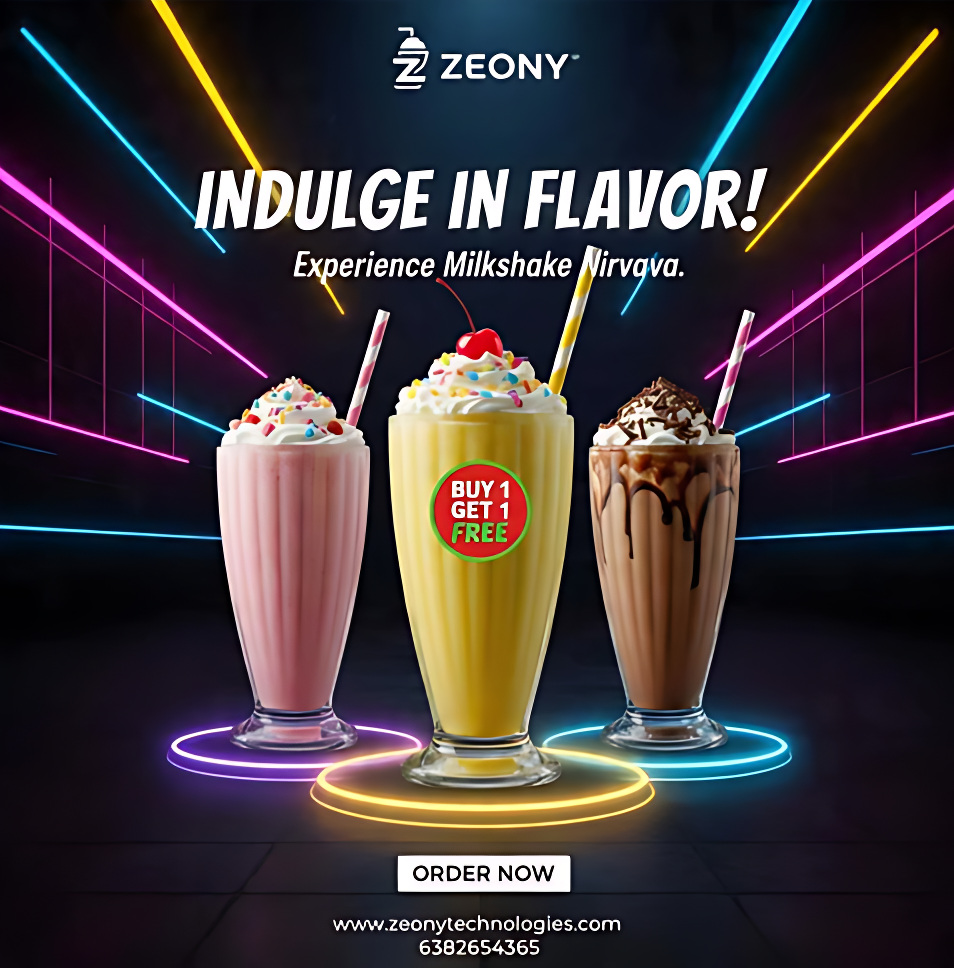 ZEONY
INDULGE IN FLAVOR!
Experience Milkshake Nirvava.
BUY 1
GET 1
FREE
ORDER NOW
www.zeonytechnologies.com
6382654365